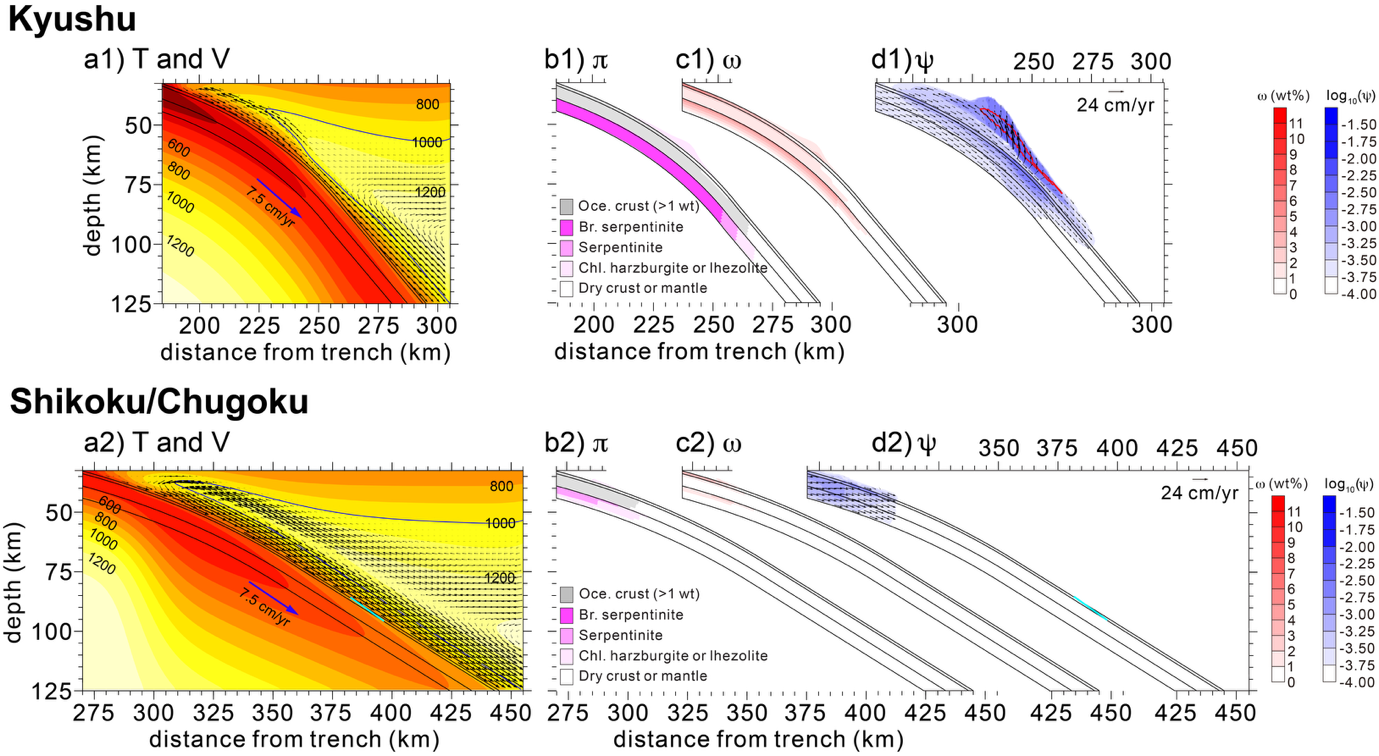 Kyushu
a1) T and V
b1) π
c1) ω
d1) ψ
250 275 300
800
1000
1200
600
800
1000
1200
7.5 cm/yr
50
75
100
125
depth (km)
200 225 250 275 300
distance from trench (km)
Oce. crust (>1 wt)
Br. serpentinite
Serpentinite
Chl. harzburgite or lhezolite
Dry crust or mantle
200 225 250 275 300
distance from trench (km)
300
24 cm/yr
300
ω (wt%)
11
10
9
8
7
6
5
4
3
2
1
0
log10(ψ)
-1.50
-1.75
-2.00
-2.25
-2.50
-2.75
-3.00
-3.25
-3.50
-3.75
-4.00
Shikoku/Chugoku
a2) T and V
b2) π
c2) ω
d2) ψ
350 375 400 425 450
800
1000
1200
600
800
1000
1200
7.5 cm/yr
50
75
100
125
depth (km)
275 300 325 350 375 400 425 450
distance from trench (km)
Oce. crust (>1 wt)
Br. serpentinite
Serpentinite
Chl. harzburgite or lhezolite
Dry crust or mantle
275 300 325 350 375 400 425 450 425 450
distance from trench (km)
24 cm/yr
ω (wt%)
11
10
9
8
7
6
5
4
3
2
1
0
log10(ψ)
-1.50
-1.75
-2.00
-2.25
-2.50
-2.75
-3.00
-3.25
-3.50
-3.75
-4.00